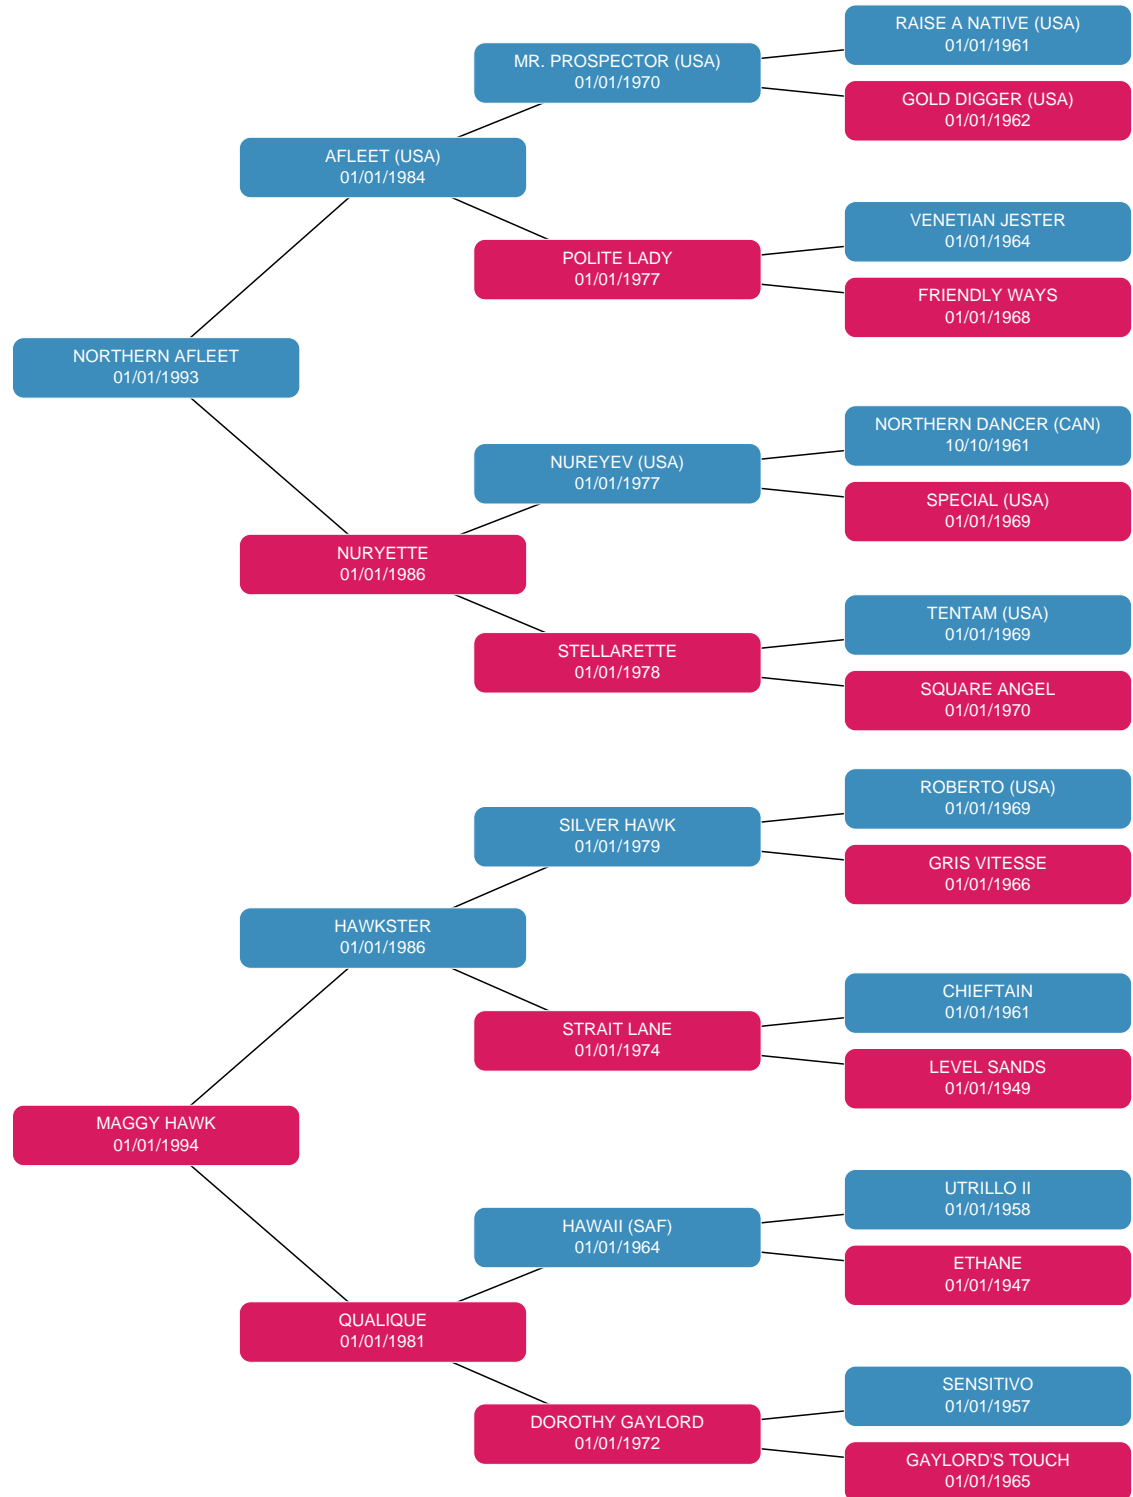 RAISE A NATIVE (USA)
01/01/1961
MR. PROSPECTOR (USA)
01/01/1970
GOLD DIGGER (USA)
01/01/1962
AFLEET (USA)
01/01/1984
VENETIAN JESTER
01/01/1964
POLITE LADY
01/01/1977
FRIENDLY WAYS
01/01/1968
NORTHERN AFLEET
01/01/1993
NORTHERN DANCER (CAN)
10/10/1961
NUREYEV (USA)
01/01/1977
SPECIAL (USA)
01/01/1969
NURYETTE
01/01/1986
TENTAM (USA)
01/01/1969
STELLARETTE
01/01/1978
SQUARE ANGEL
01/01/1970
ROBERTO (USA)
01/01/1969
SILVER HAWK
01/01/1979
GRIS VITESSE
01/01/1966
HAWKSTER
01/01/1986
CHIEFTAIN
01/01/1961
STRAIT LANE
01/01/1974
LEVEL SANDS
01/01/1949
MAGGY HAWK
01/01/1994
UTRILLO II
01/01/1958
HAWAII (SAF)
01/01/1964
ETHANE
01/01/1947
QUALIQUE
01/01/1981
SENSITIVO
01/01/1957
DOROTHY GAYLORD
01/01/1972
GAYLORD'S TOUCH
01/01/1965